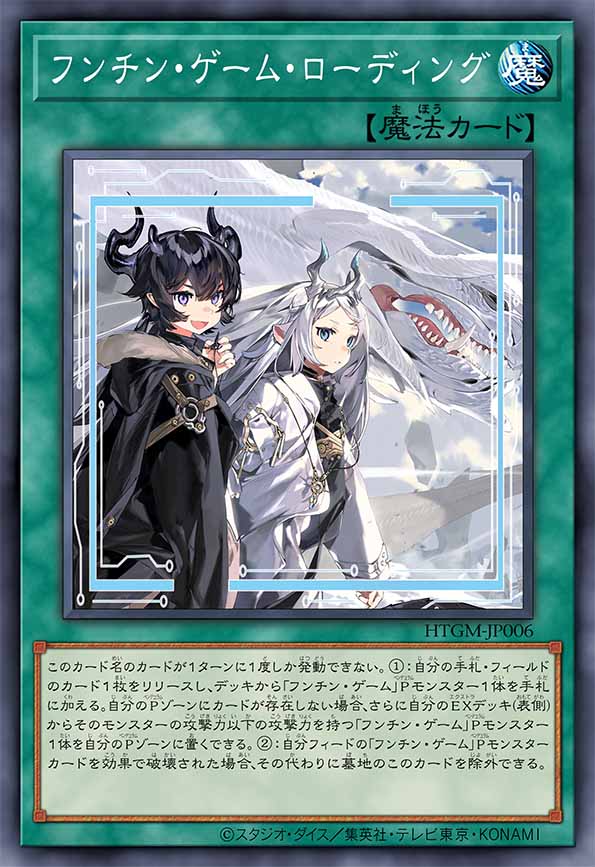 フンチン・ゲーム・ローディング 魔
【魔法カード】
HTGM-JP006
このカード名のカードが1ターンに1度しか発動できない。①:自分の手札・フィールド
のカード1枚をリリースし、デッキから「フンチン・ゲーム」Pモンスター1体を手札
に加える。自分のPゾーンにカードが存在しない場合、さらに自分のEXデッキ(表側)
からそのモンスターの攻撃力以下の攻撃力を持つ「フンチン・ゲーム」Pモンスター
1体を自分のPゾーンに置くできる。②:自分フィードの「フンチン・ゲーム」Pモンスター
カードを効果で破壊された場合、その代わりに墓地のこのカードを除外できる。
©スタジオ・ダイス/集英社・テレビ東京・KONAMI